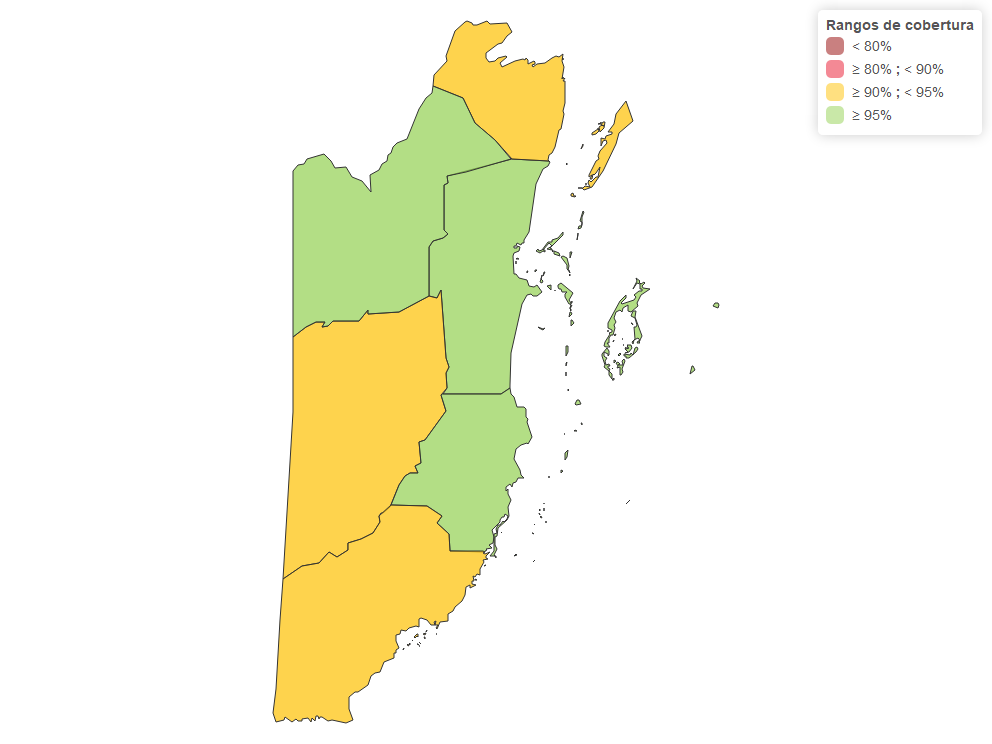 Rangos de cobertura
< 80%
≥ 80% ; < 90%
≥ 90% ; < 95%
≥ 95%